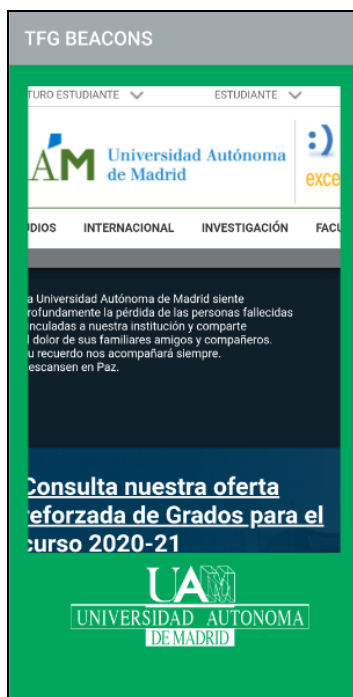 TFG BEACONS
TURO ESTUDIANTE ESTUDIANTE
AM Universidad Autónoma
de Madrid
:)
exce
DIOS INTERNACIONAL INVESTIGACIÓN FACU
a Universidad Autónoma de Madrid siente
rofundamente la pérdida de las personas fallecidas
inculadas a nuestra institución y comparte
l dolor de sus familiares amigos y compañeros.
u recuerdo nos acompañará siempre.
escansen en Paz.
Consulta nuestra oferta
reforzada de Grados para el
curso 2020-21
UAM
UNIVERSIDAD AUTONOMA
DE MADRID